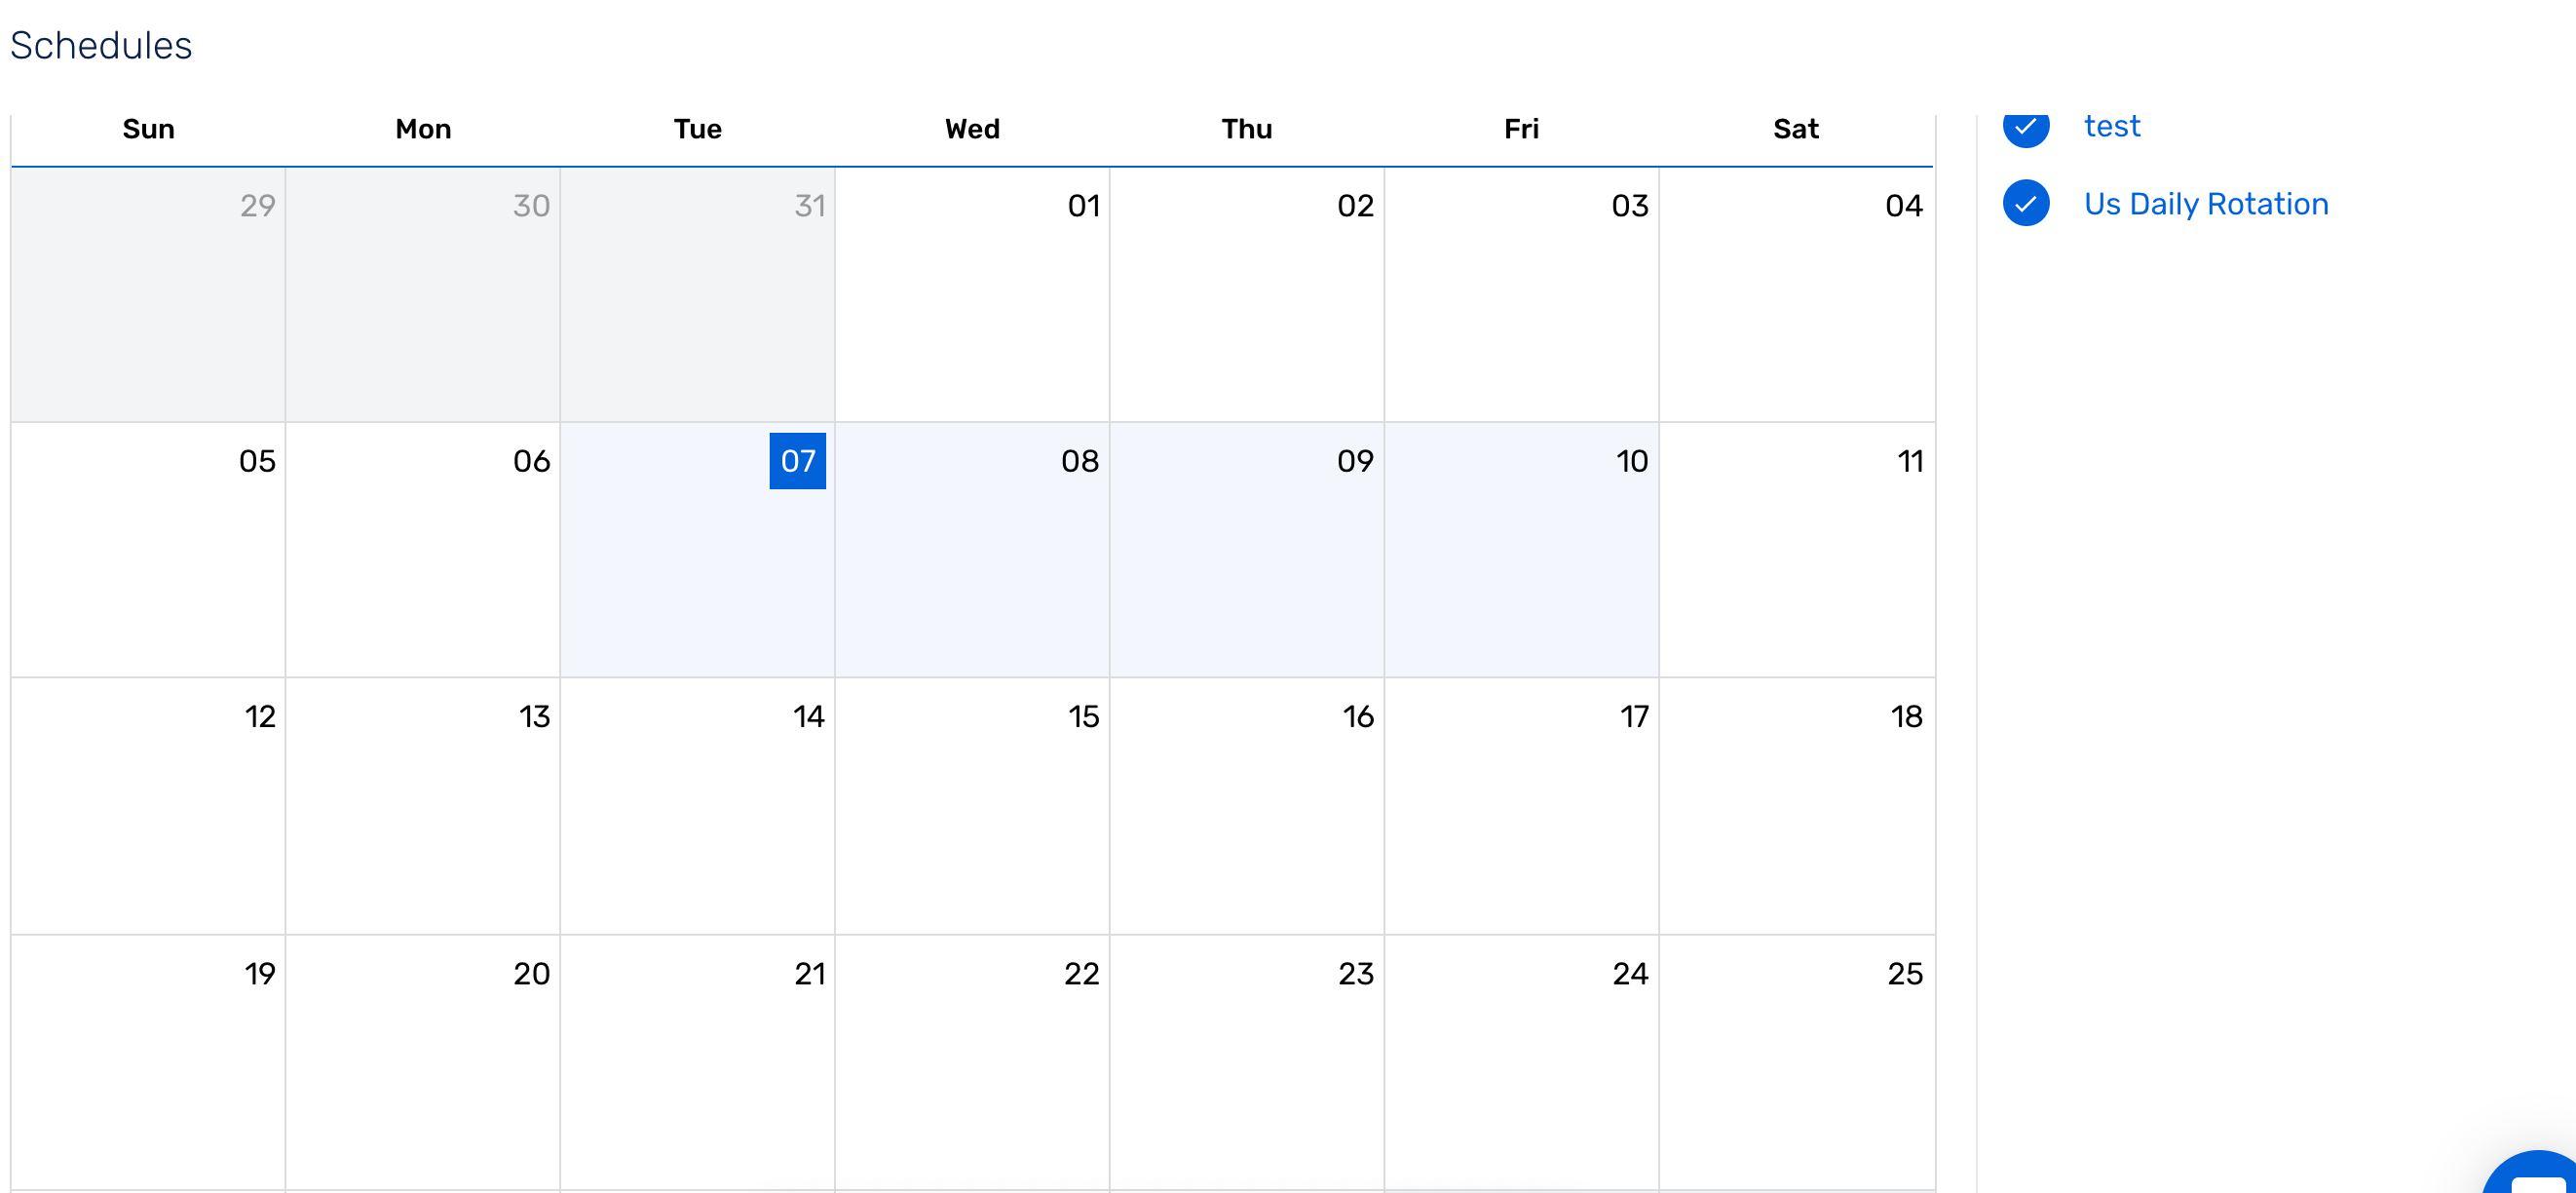 Schedules
Sun Mon Tue Wed Thu Fri Sat
29 30 31 01 02 03 04
05 06 07 08 09 10 11
12 13 14 15 16 17 18
19 20 21 22 23 24 25
test
Us Daily Rotation